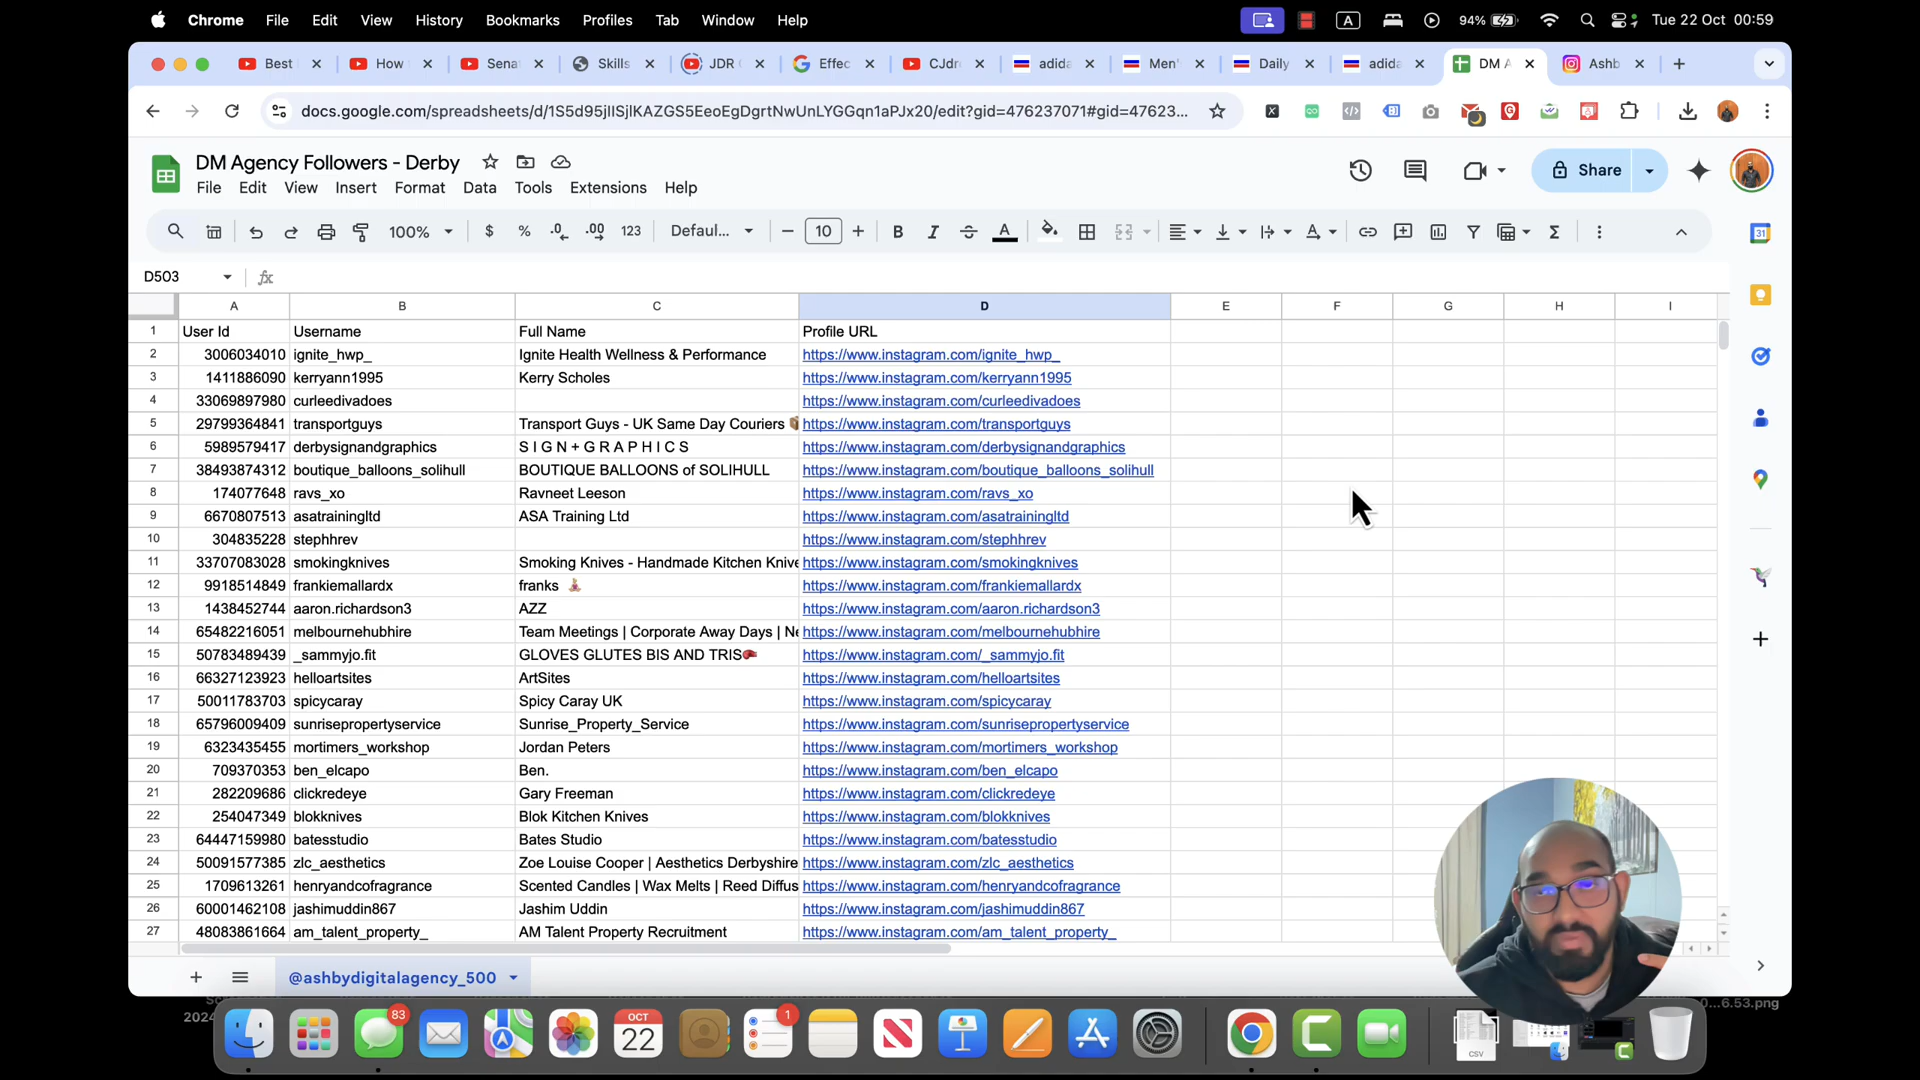 Chrome File Edit View History Bookmarks Profiles Tab Window Help A 94% Tue 22 Oct 00:59
Best How Sena Skills JDR Effec CJdr adida Men' Daily adida DM A Ashb
docs.google.com/spreadsheets/d/1S5d95jIlSjlKAZGS5EeoEgDgrtNwUnLYGGqn1aPJx20/edit?gid=476237071#gid=47623...
DM Agency Followers - Derby
Share
File Edit View Insert Format Data Tools Extensions Help
100% $ % .0 .00 123 Defaul... 10 B I A
D503 fx
A B C D E F G H I
1 User Id Username Full Name Profile URL
2 3006034010 ignite_hwp_ Ignite Health Wellness & Performance https://www.instagram.com/ignite_hwp_
3 1411886090 kerryann1995 Kerry Scholes https://www.instagram.com/kerryann1995
4 33069897980 curleedivadoes https://www.instagram.com/curleedivadoes
5 29799364841 transportguys Transport Guys - UK Same Day Couriers https://www.instagram.com/transportguys
6 5989579417 derbysignandgraphics S I G N + G R A P H I C S https://www.instagram.com/derbysignandgraphics
7 38493874312 boutique_balloons_solihull BOUTIQUE BALLOONS of SOLIHULL https://www.instagram.com/boutique_balloons_solihull
8 174077648 ravs_xo Ravneet Leeson https://www.instagram.com/ravs_xo
9 6670807513 asatrainingltd ASA Training Ltd https://www.instagram.com/asatrainingltd
10 304835228 stephhrev https://www.instagram.com/stephhrev
11 33707083028 smokingknives Smoking Knives - Handmade Kitchen Knive https://www.instagram.com/smokingknives
12 9918514849 frankiemallardx franks https://www.instagram.com/frankiemallardx
13 1438452744 aaron.richardson3 AZZ https://www.instagram.com/aaron.richardson3
14 65482216051 melbournehubhire Team Meetings | Corporate Away Days | Ne https://www.instagram.com/melbournehubhire
15 50783489439 _sammyjo.fit GLOVES GLUTES BIS AND TRIS https://www.instagram.com/_sammyjo.fit
16 66327123923 helloartsites ArtSites https://www.instagram.com/helloartsites
17 50011783703 spicycaray Spicy Caray UK https://www.instagram.com/spicycaray
18 65796009409 sunrisepropertyservice Sunrise_Property_Service https://www.instagram.com/sunrisepropertyservice
19 6323435455 mortimers_workshop Jordan Peters https://www.instagram.com/mortimers_workshop
20 709370353 ben_elcapo Ben. https://www.instagram.com/ben_elcapo
21 282209686 clickredeye Gary Freeman https://www.instagram.com/clickredeye
22 254047349 blokknives Blok Kitchen Knives https://www.instagram.com/blokknives
23 64447159980 batesstudio Bates Studio https://www.instagram.com/batesstudio
24 50091577385 zlc_aesthetics Zoe Louise Cooper | Aesthetics Derbyshire https://www.instagram.com/zlc_aesthetics
25 1709613261 henryandcofragrance Scented Candles | Wax Melts | Reed Diffus https://www.instagram.com/henryandcofragrance
26 60001462108 jashimuddin867 Jashim Uddin https://www.instagram.com/jashimuddin867
27 48083861664 am_talent_property_ AM Talent Property Recruitment https://www.instagram.com/am_talent_property_
@ashbydigitalagency_500
2024 0...6.53.png
83 OCT 22 1 CSV